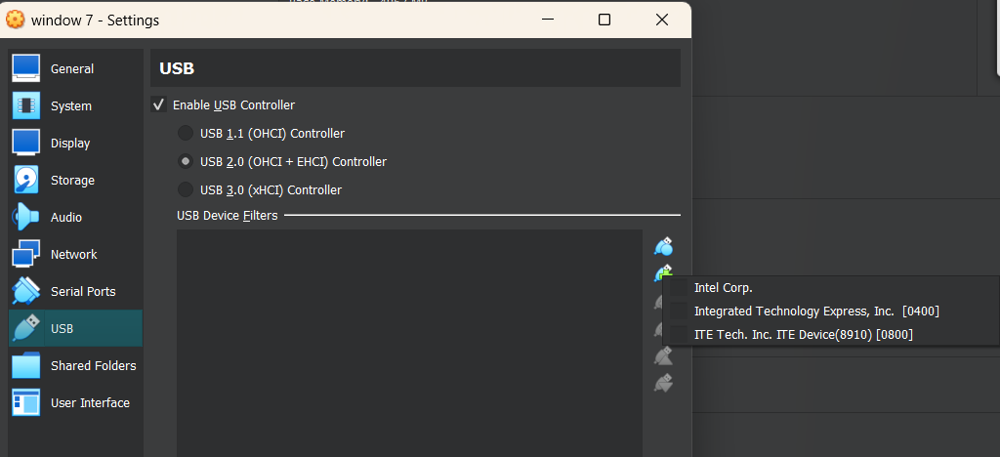 window 7 - Settings
General
System
Display
Storage
Audio
Network
Serial Ports
USB
Shared Folders
User Interface
USB
Enable USB Controller
USB 1.1 (OHCI) Controller
USB 2.0 (OHCI + EHCI) Controller
USB 3.0 (xHCI) Controller
USB Device Filters
Intel Corp.
Integrated Technology Express, Inc. [0400]
ITE Tech. Inc. ITE Device(8910) [0800]